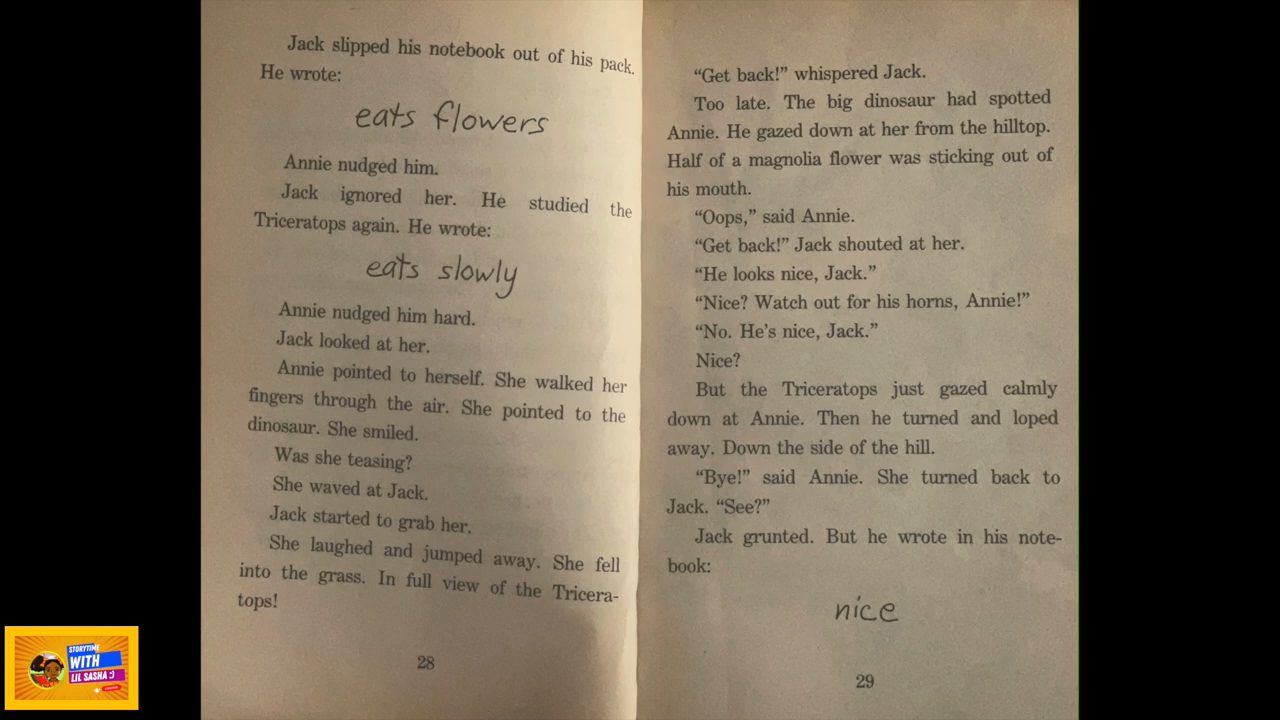 Jack slipped his notebook out of his pack.
He wrote:
eats flowers
Annie nudged him.
Jack ignored her. He studied the
Triceratops again. He wrote:
eats slowly
Annie nudged him hard.
Jack looked at her.
Annie pointed to herself. She walked her
fingers through the air. She pointed to the
dinosaur. She smiled.
Was she teasing?
She waved at Jack.
Jack started to grab her.
She laughed and jumped away. She fell
into the grass. In full view of the Tricera-
tops!
28
“Get back!” whispered Jack.
Too late. The big dinosaur had spotted
Annie. He gazed down at her from the hilltop.
Half of a magnolia flower was sticking out of
his mouth.
“Oops,” said Annie.
“Get back!” Jack shouted at her.
“He looks nice, Jack.”
“Nice? Watch out for his horns, Annie!”
“No. He’s nice, Jack.”
Nice?
But the Triceratops just gazed calmly
down at Annie. Then he turned and loped
away. Down the side of the hill.
“Bye!” said Annie. She turned back to
Jack. “See?”
Jack grunted. But he wrote in his note-
book:
nice
29
STORYTIME
WITH
LIL SASHA :)